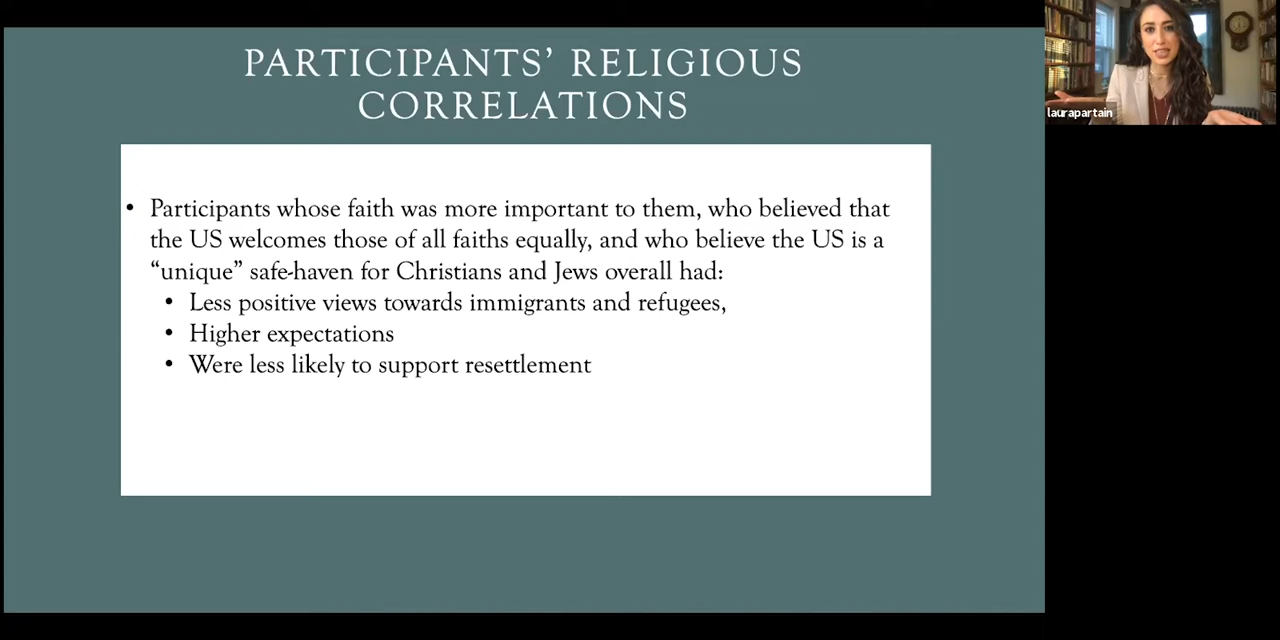 PARTICIPANTS’ RELIGIOUS
CORRELATIONS
• Participants whose faith was more important to them, who believed that
the US welcomes those of all faiths equally, and who believe the US is a
“unique” safe-haven for Christians and Jews overall had:
• Less positive views towards immigrants and refugees,
• Higher expectations
• Were less likely to support resettlement
laurapartain